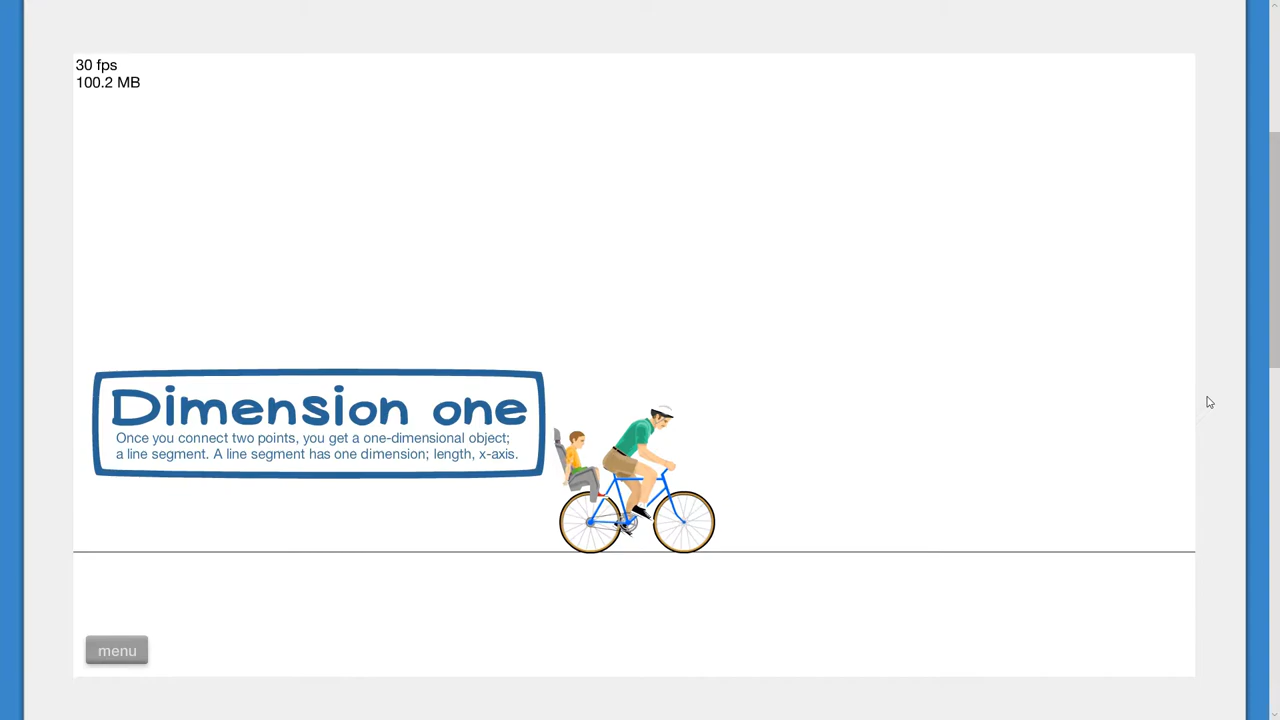 30 fps
100.2 MB
Dimension one
Once you connect two points, you get a one-dimensional object;
a line segment. A line segment has one dimension; length, x-axis.
menu